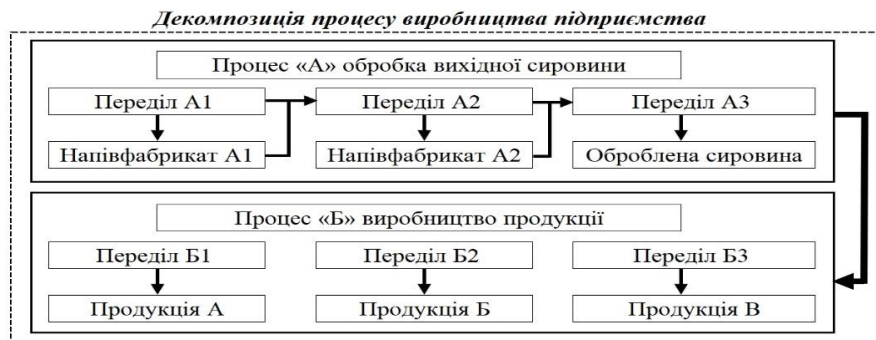 Декомпозиція процесу виробництва підприємства
Процес «А» обробка вихідної сировини
Переділ А1
Переділ А2
Переділ А3
Напівфабрикат А1
Напівфабрикат А2
Оброблена сировина
Процес «Б» виробництво продукції
Переділ Б1
Переділ Б2
Переділ Б3
Продукція А
Продукція Б
Продукція В